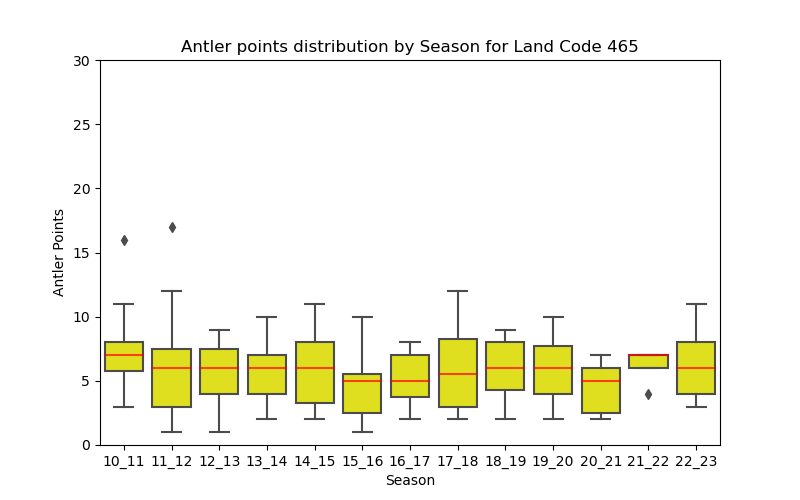 Antler points distribution by Season for Land Code 465
30
25
20
15
10
5
0
Antler Points
10_11 11_12 12_13 13_14 14_15 15_16 16_17 17_18 18_19 19_20 20_21 21_22 22_23
Season